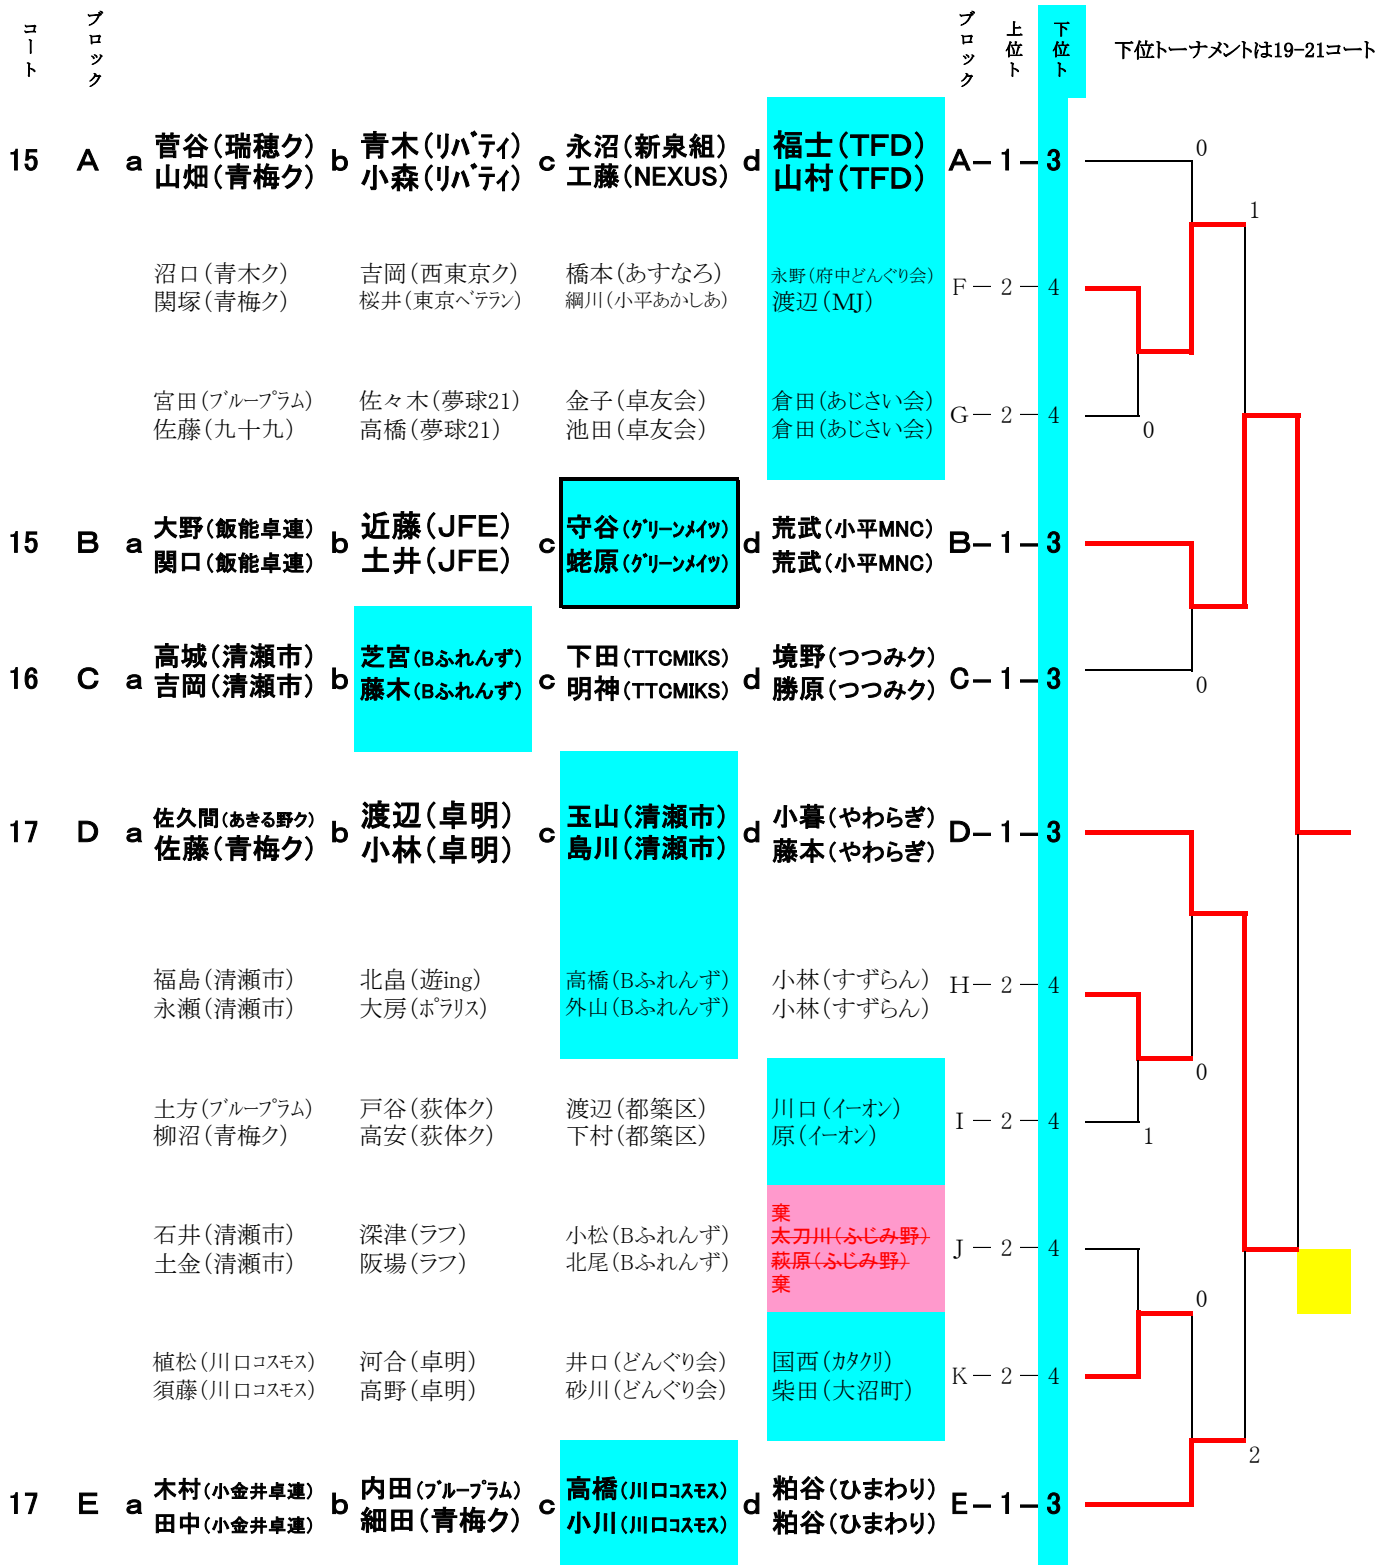 コート ブロック ブロック 上位ト 下位ト 下位トーナメントは19-21コート
15 A a 菅谷(瑞穂ク) b 青木(リバティ) c 永沼(新泉組) d 福士(TFD) A-1-3
山畑(青梅ク) 小森(リバティ) 工藤(NEXUS) 山村(TFD)
0
1
沼口(青木ク) 吉岡(西東京ク) 橋本(あすなろ) 永野(府中どんぐり会) F-2-4
関塚(青梅ク) 桜井(東京ベテラン) 綱川(小平あかしあ) 渡辺(MJ)
宮田(ブループラム) 佐々木(夢球21) 金子(卓友会) 倉田(あじさい会) G-2-4
佐藤(九十九) 高橋(夢球21) 池田(卓友会) 倉田(あじさい会)
0
15 B a 大野(飯能卓連) b 近藤(JFE) c 守谷(グリーンメイツ) d 荒武(小平MNC) B-1-3
関口(飯能卓連) 土井(JFE) 蛯原(グリーンメイツ) 荒武(小平MNC)
16 C a 高城(清瀬市) b 芝宮(Bふれんず) c 下田(TTCMIKS) d 境野(つつみク) C-1-3
吉岡(清瀬市) 藤木(Bふれんず) 明神(TTCMIKS) 勝原(つつみク)
0
17 D a 佐久間(あきる野ク) b 渡辺(卓明) c 玉山(清瀬市) d 小暮(やわらぎ) D-1-3
佐藤(青梅ク) 小林(卓明) 島川(清瀬市) 藤本(やわらぎ)
福島(清瀬市) 北畠(遊ing) 高橋(Bふれんず) 小林(すずらん) H-2-4
永瀬(清瀬市) 大房(ポラリス) 外山(Bふれんず) 小林(すずらん)
0
土方(ブループラム) 戸谷(荻体ク) 渡辺(都築区) 川口(イーオン) I-2-4
柳沼(青梅ク) 高安(荻体ク) 下村(都築区) 原(イーオン)
1
棄
石井(清瀬市) 深津(ラフ) 小松(Bふれんず) 太刀川(ふじみ野) J-2-4
土金(清瀬市) 阪場(ラフ) 北尾(Bふれんず) 萩原(ふじみ野)
棄
0
植松(川口コスモス) 河合(卓明) 井口(どんぐり会) 国西(カタクリ) K-2-4
須藤(川口コスモス) 高野(卓明) 砂川(どんぐり会) 柴田(大沼町)
2
17 E a 木村(小金井卓連) b 内田(ブループラム) c 高橋(川口コスモス) d 粕谷(ひまわり) E-1-3
田中(小金井卓連) 細田(青梅ク) 小川(川口コスモス) 粕谷(ひまわり)